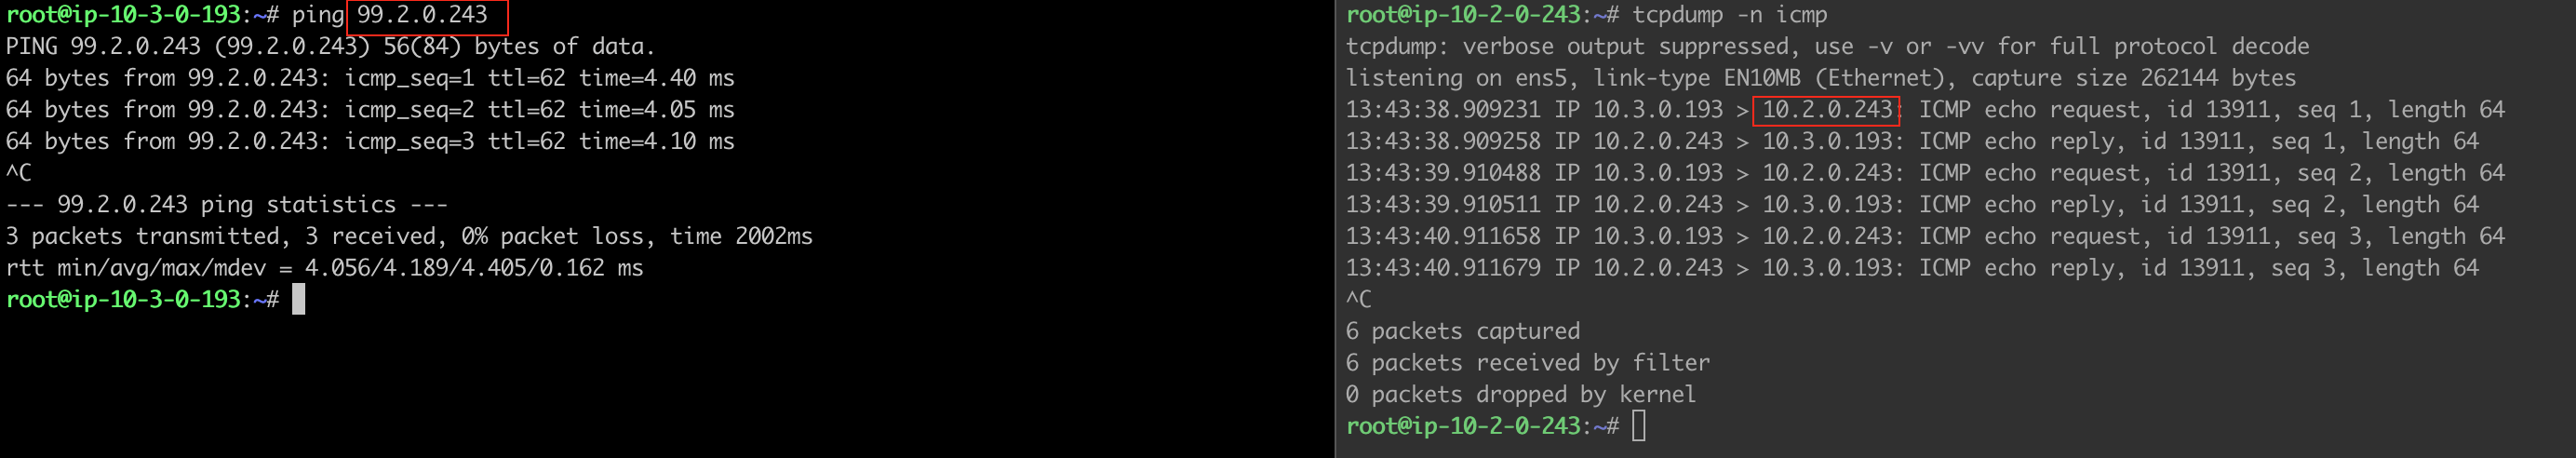 root@ip-10-3-0-193:~# ping 99.2.0.243
PING 99.2.0.243 (99.2.0.243) 56(84) bytes of data.
64 bytes from 99.2.0.243: icmp_seq=1 ttl=62 time=4.40 ms
64 bytes from 99.2.0.243: icmp_seq=2 ttl=62 time=4.05 ms
64 bytes from 99.2.0.243: icmp_seq=3 ttl=62 time=4.10 ms
^C
--- 99.2.0.243 ping statistics ---
3 packets transmitted, 3 received, 0% packet loss, time 2002ms
rtt min/avg/max/mdev = 4.056/4.189/4.405/0.162 ms
root@ip-10-3-0-193:~#
root@ip-10-2-0-243:~# tcpdump -n icmp
tcpdump: verbose output suppressed, use -v or -vv for full protocol decode
listening on ens5, link-type EN10MB (Ethernet), capture size 262144 bytes
13:43:38.909231 IP 10.3.0.193 > 10.2.0.243: ICMP echo request, id 13911, seq 1, length 64
13:43:38.909258 IP 10.2.0.243 > 10.3.0.193: ICMP echo reply, id 13911, seq 1, length 64
13:43:39.910488 IP 10.3.0.193 > 10.2.0.243: ICMP echo request, id 13911, seq 2, length 64
13:43:39.910511 IP 10.2.0.243 > 10.3.0.193: ICMP echo reply, id 13911, seq 2, length 64
13:43:40.911658 IP 10.3.0.193 > 10.2.0.243: ICMP echo request, id 13911, seq 3, length 64
13:43:40.911679 IP 10.2.0.243 > 10.3.0.193: ICMP echo reply, id 13911, seq 3, length 64
^C
6 packets captured
6 packets received by filter
0 packets dropped by kernel
root@ip-10-2-0-243:~#